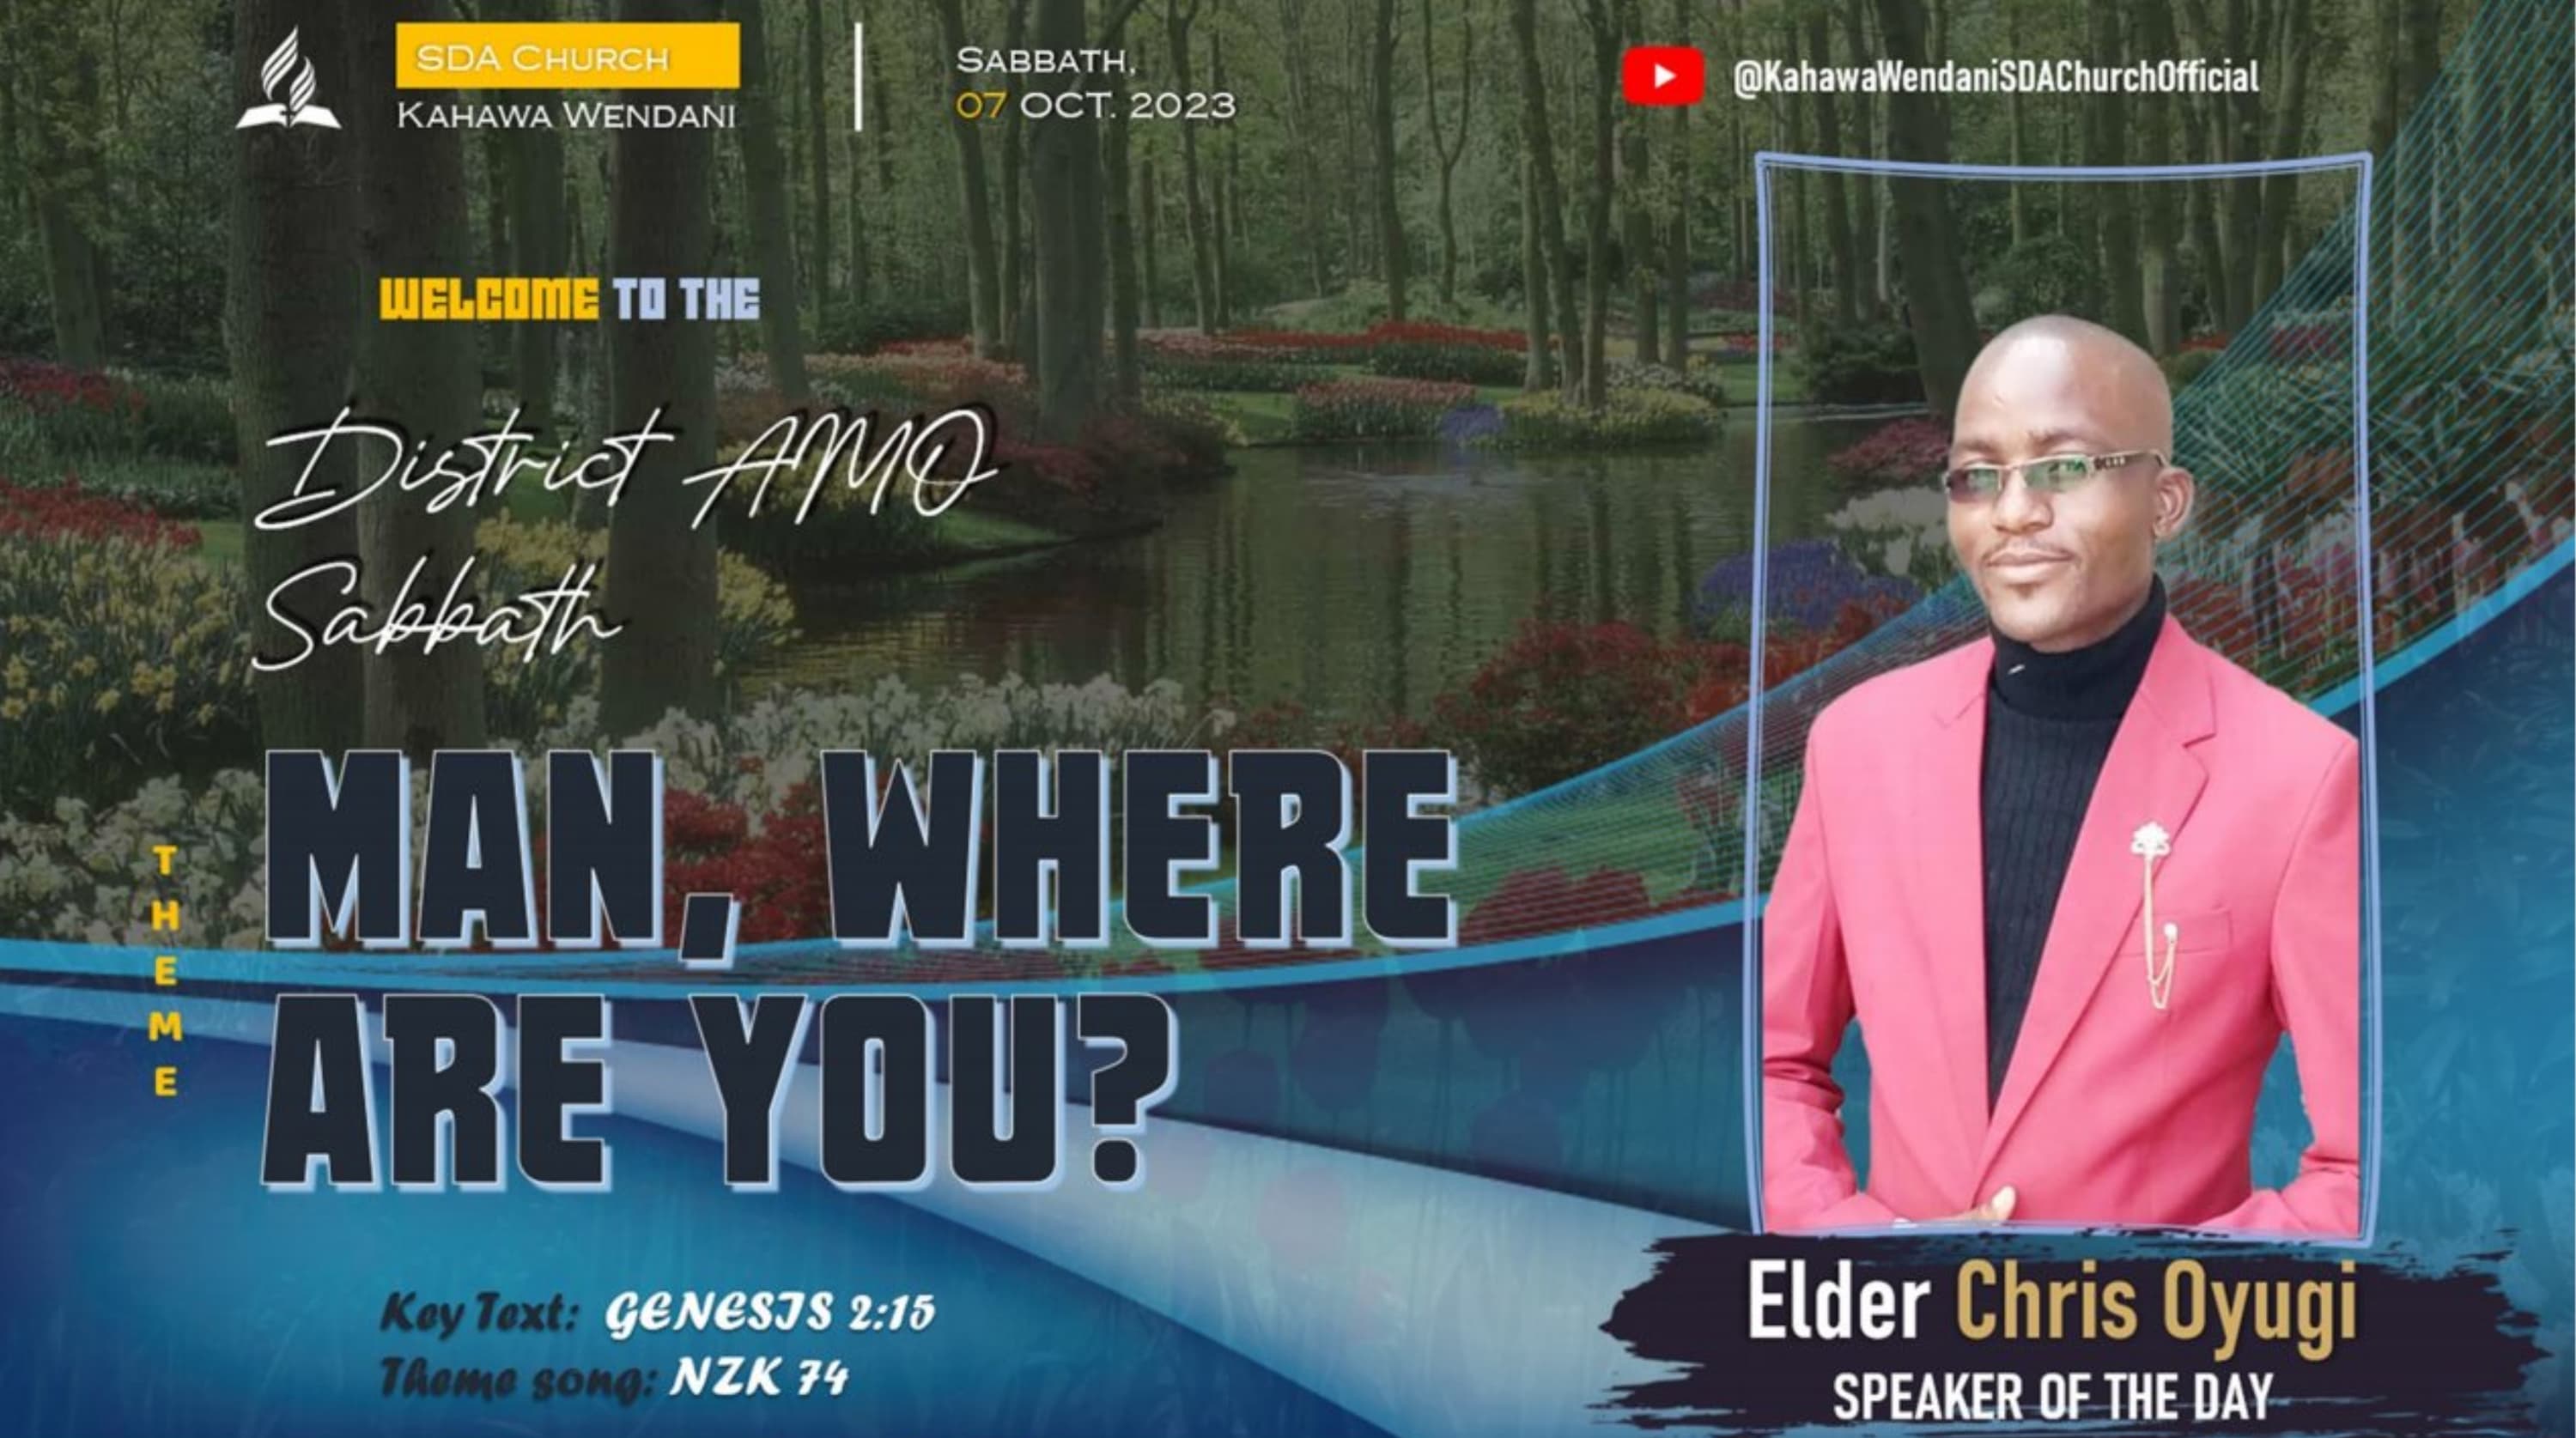 SDA CHURCH
KAHAWA WENDANI
SABBATH,
07 OCT. 2023
@KahawaWendaniSDAChurchOfficial
WELCOME TO THE
District AMO
Sabbath
THEME
MAN, WHERE
ARE YOU?
Key Text: GENESIS 2:15
Theme song: NZK 74
Elder Chris Oyugi
SPEAKER OF THE DAY